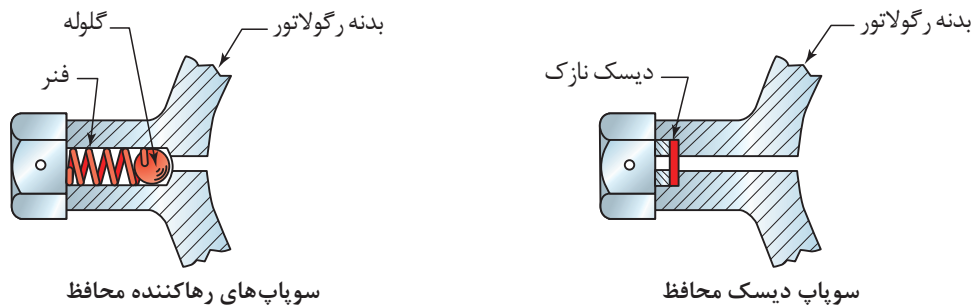 بدنه رگولاتور
دیسک نازک
سوپاپ دیسک محافظ
بدنه رگولاتور
گلوله
فنر
سوپاپ‌های رهاکننده محافظ